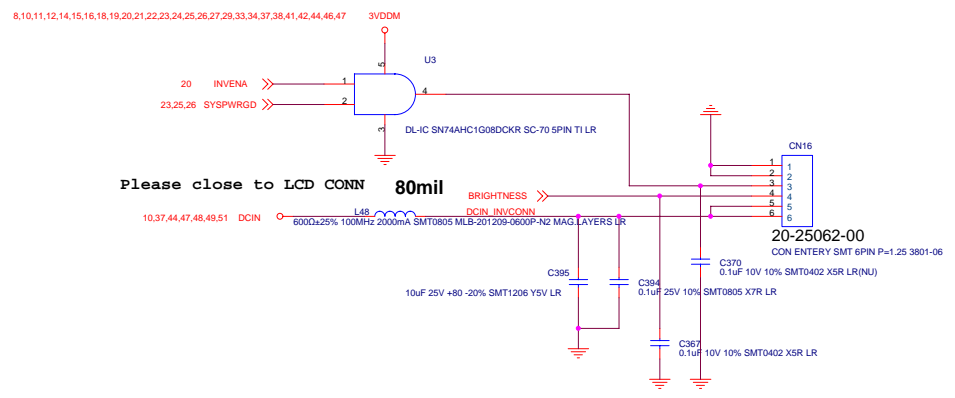 8,10,11,12,14,15,16,18,19,20,21,22,23,24,25,26,27,29,33,34,37,38,41,42,44,46,47 3VDDM
U3
5
20 INVENA
1
4
23,25,26 SYSPWRGD
2
3
DL-IC SN74AHC1G08DCKR SC-70 5PIN TI LR
CN16
1 1
2 2
3 3
4 4
5 5
6 6
Please close to LCD CONN 80mil
BRIGHTNESS
10,37,44,47,48,49,51 DCIN
L48
DCIN_INVCONN
600Ω±25% 100MHz 2000mA SMT0805 MLB-201209-0600P-N2 MAG.LAYERS LR
20-25062-00
CON ENTERY SMT 6PIN P=1.25 3801-06
C370
0.1uF 10V 10% SMT0402 X5R LR(NU)
C395
10uF 25V +80 -20% SMT1206 Y5V LR
C394
0.1uF 25V 10% SMT0805 X7R LR
C367
0.1uF 10V 10% SMT0402 X5R LR